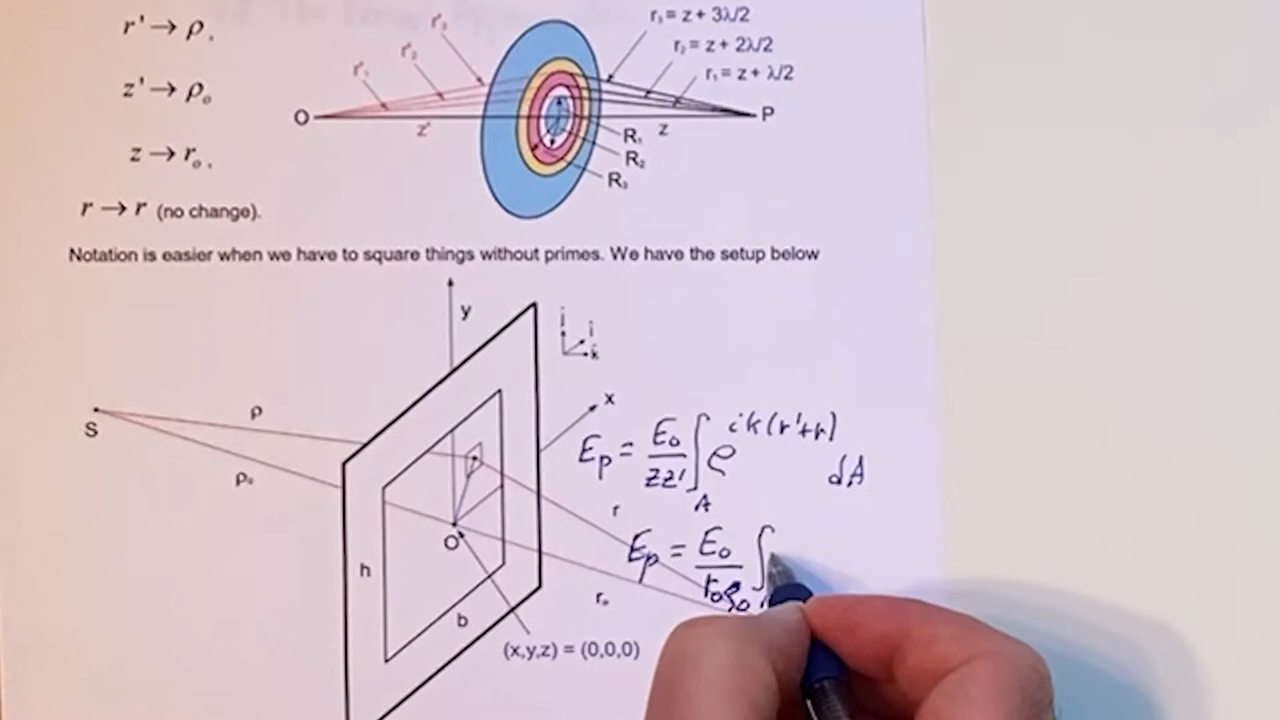 r' → ρ,
z' → ρ₀
z → r₀,
r → r (no change).
r'₃
r'₂
r'₁
r₃ = z + 3λ/2
r₂ = z + 2λ/2
r₁ = z + λ/2
O
z'
z
P
R₁
R₂
R₃
Notation is easier when we have to square things without primes. We have the setup below
y
j
i
k
x
S
ρ
ρ₀
E_p = E₀/zz' ∫_A e^{ik(r'+r)} dA
r
E_p = E₀/r₀ρ₀ ∫
O
h
b
r₀
(x,y,z) = (0,0,0)